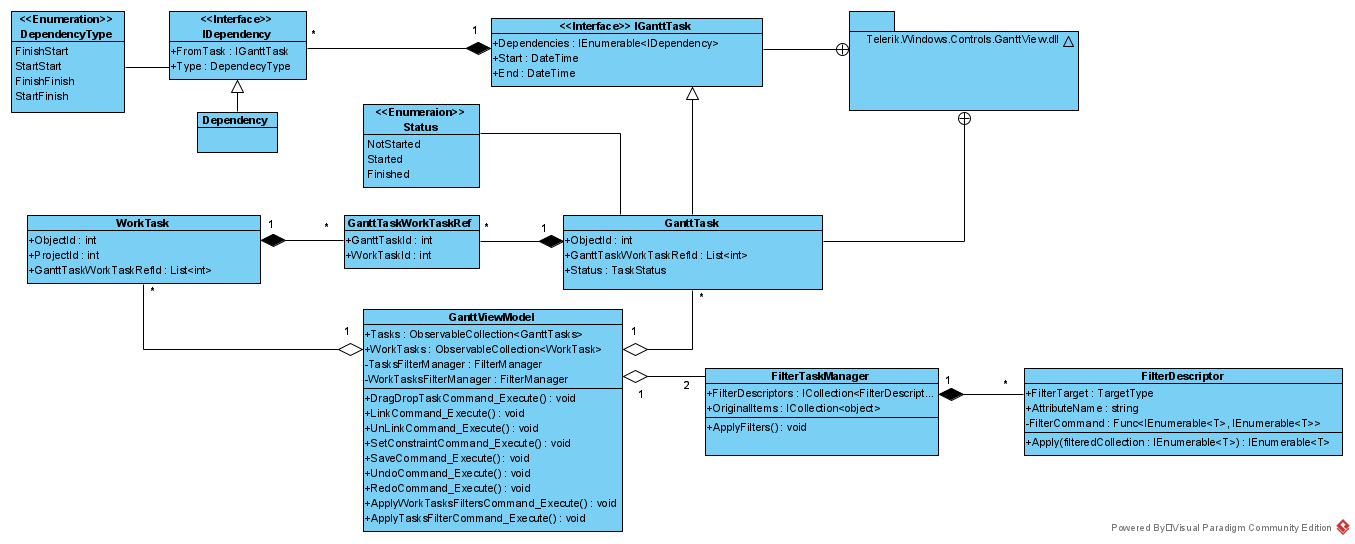 <<Enumeration>>
DependencyType
FinishStart
StartStart
FinishFinish
StartFinish
<<Interface>>
IDependency
+FromTask : IGanttTask
+Type : DependecyType
*
1
<<Interface>> IGanttTask
+Dependencies : IEnumerable<IDependency>
+Start : DateTime
+End : DateTime
Telerik.Windows.Controls.GanttView.dll
Dependency
<<Enumeraion>>
Status
NotStarted
Started
Finished
WorkTask
+ObjectId : int
+ProjectId : int
+GanttTaskWorkTaskRefId : List<int>
1
*
GanttTaskWorkTaskRef
+GanttTaskId : int
+WorkTaskId : int
*
1
GanttTask
+ObjectId : int
+GanttTaskWorkTaskRefId : List<int>
+Status : TaskStatus
*
*
1
GanttViewModel
+Tasks : ObservableCollection<GanttTasks>
+WorkTasks : ObservableCollection<WorkTask>
-TasksFilterManager : FilterManager
-WorkTasksFilterManager : FilterManager
+DragDropTaskCommand_Execute() : void
+LinkCommand_Execute() : void
+UnLinkCommand_Execute() : void
+SetConstraintCommand_Execute() : void
+SaveCommand_Execute() : void
+UndoCommand_Execute() : void
+RedoCommand_Execute() : void
+ApplyWorkTasksFiltersCommand_Execute() : void
+ApplyTasksFilterCommand_Execute() : void
1
1
2
FilterTaskManager
+FilterDescriptors : ICollection<FilterDescript...
+OriginalItems : ICollection<object>
+ApplyFilters() : void
1
*
FilterDescriptor
+FilterTarget : TargetType
+AttributeName : string
-FilterCommand : Func<IEnumerable<T>, IEnumerable<T>>
+Apply(filteredCollection : IEnumerable<T>) : IEnumerable<T>
Powered By□Visual Paradigm Community Edition